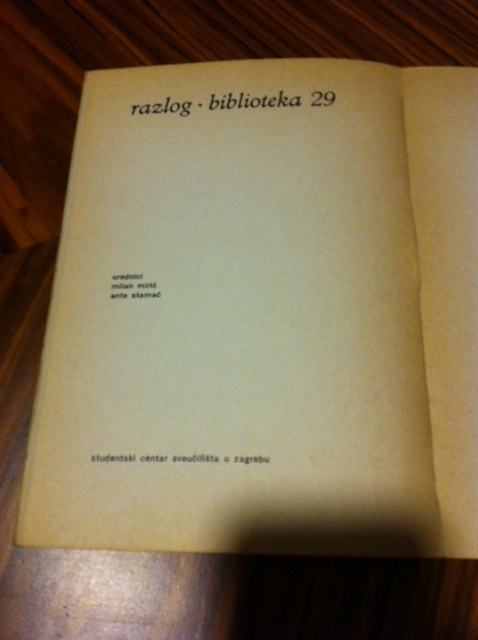 razlog · biblioteka 29
urednici
milan mirić
ante stamać
studentski centar sveučilišta u zagrebu